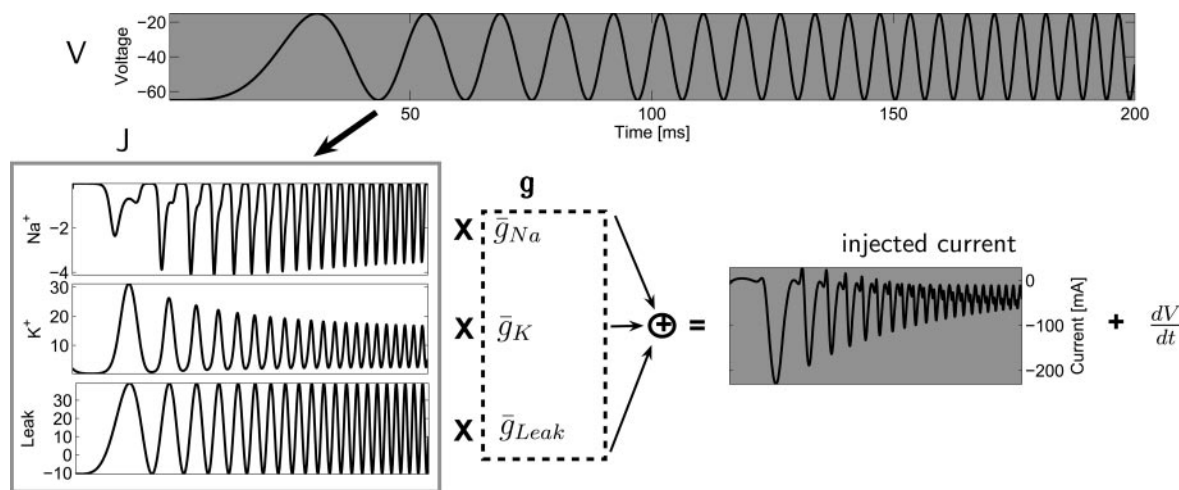 V
Voltage
−20
−40
−60
50
100
150
200
Time [ms]
J
g
Na+
−2
−4
X
ḡNa
K+
30
20
10
X
ḡK
Leak
30
20
10
0
−10
X
ḡLeak
+
=
injected current
0
−100
−200
Current [mA]
+
dV
dt